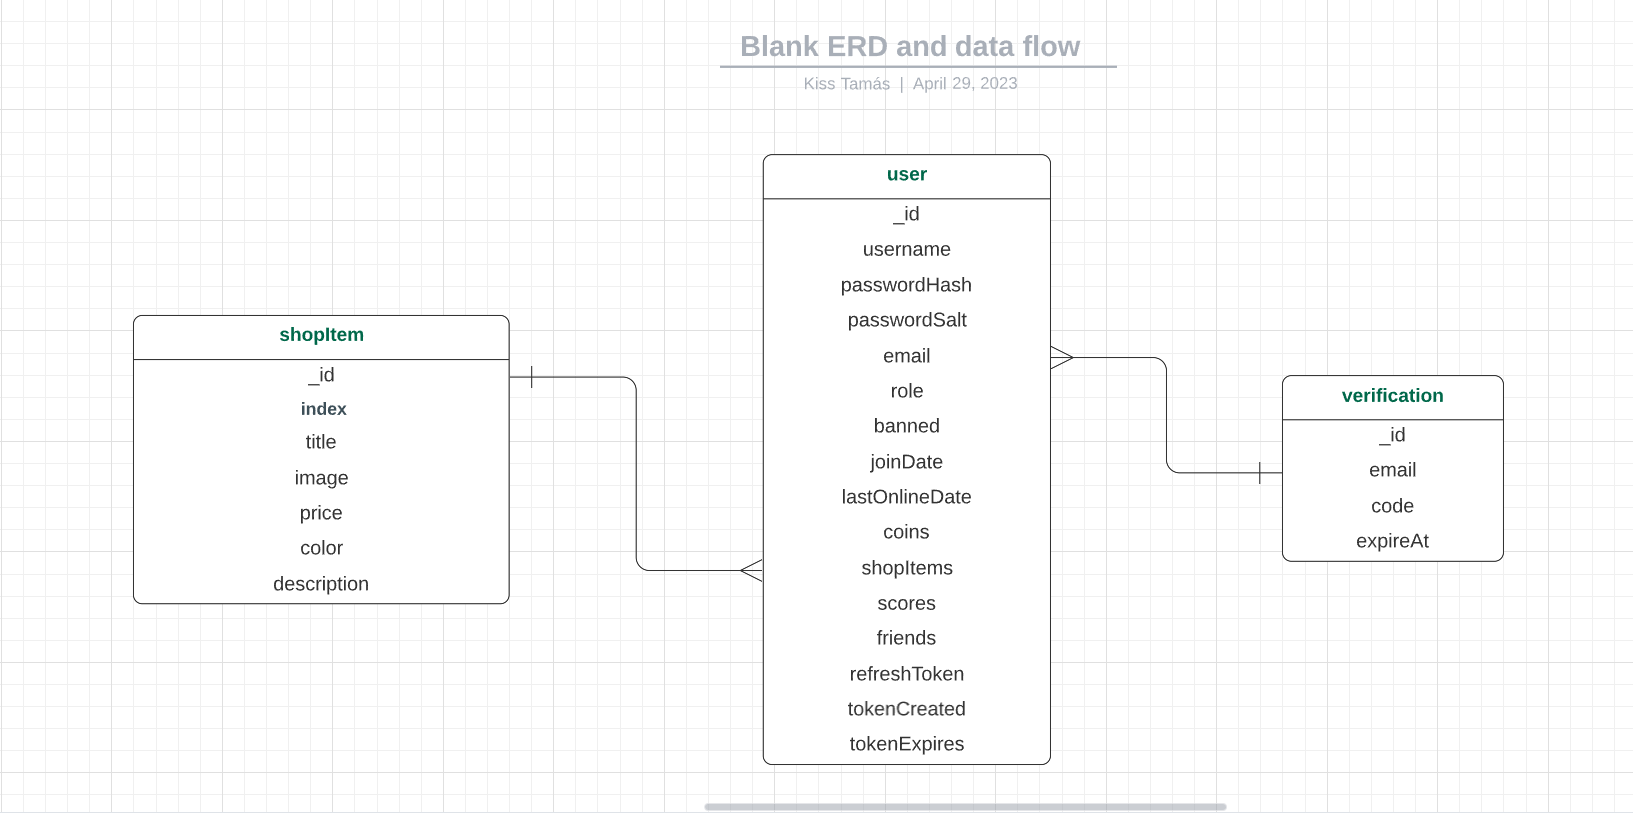 Blank ERD and data flow
Kiss Tamás | April 29, 2023
shopItem
_id
index
title
image
price
color
description
user
_id
username
passwordHash
passwordSalt
email
role
banned
joinDate
lastOnlineDate
coins
shopItems
scores
friends
refreshToken
tokenCreated
tokenExpires
verification
_id
email
code
expireAt